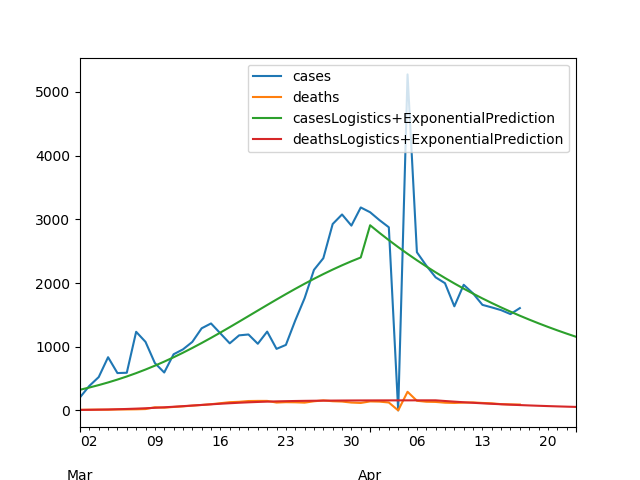 cases
deaths
casesLogistics+ExponentialPrediction
deathsLogistics+ExponentialPrediction
5000
4000
3000
2000
1000
0
02 09 16 23 30 06 13 20
Mar Apr